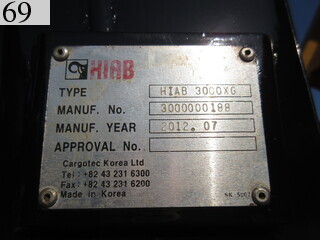 69
HIAB
TYPE HIAB 3000XG
MANUF. No. 3000000188
MANUF. YEAR 2012. 07
APPROVAL No.
Cargotec Korea Ltd
Tel : +82 43 231 6300
Fax : +82 43 231 6200
Made in Korea